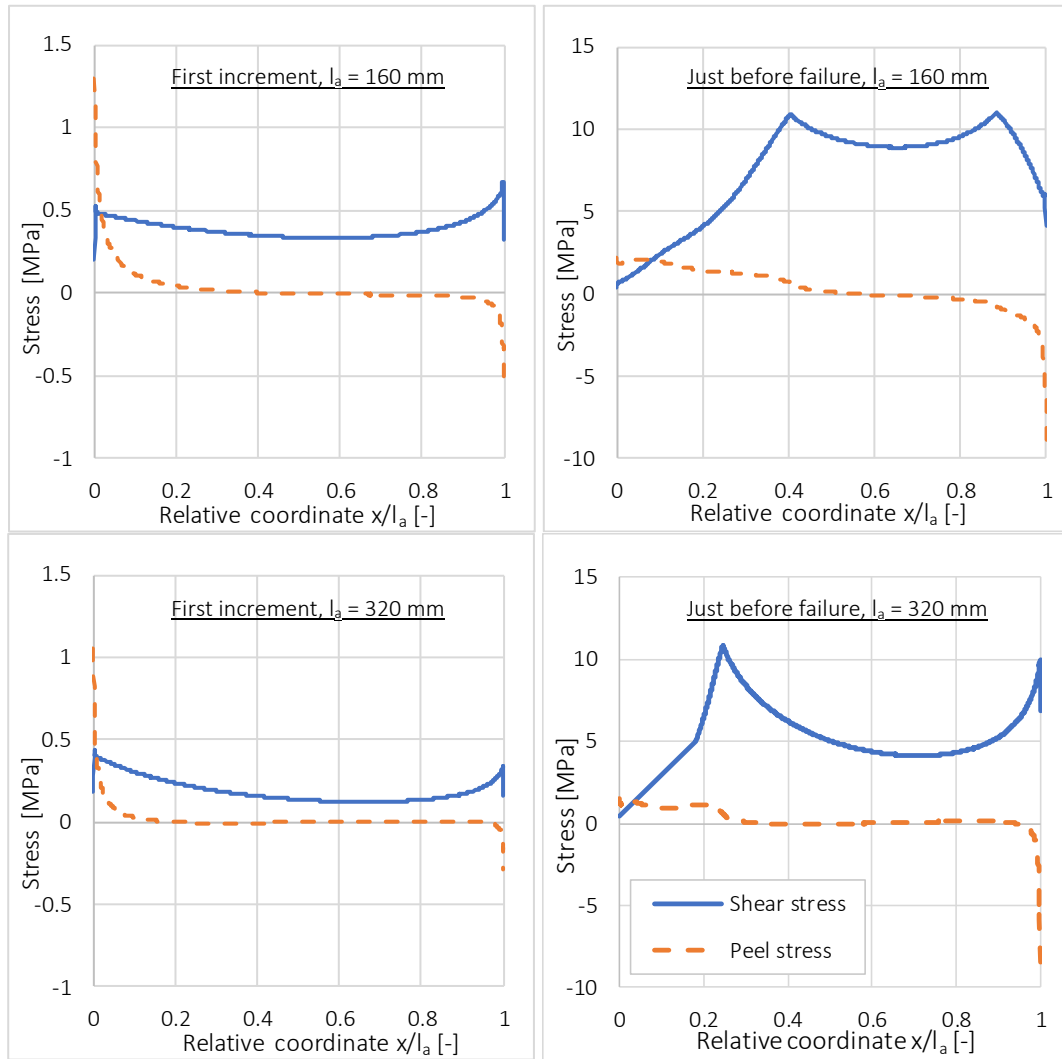 First increment, lₐ = 160 mm
Stress [MPa]
1.5
1
0.5
0
-0.5
-1
0 0.2 0.4 0.6 0.8 1
Relative coordinate x/lₐ [-]
Just before failure, lₐ = 160 mm
Stress [MPa]
15
10
5
0
-5
-10
0 0.2 0.4 0.6 0.8 1
Relative coordinate x/lₐ [-]
First increment, lₐ = 320 mm
Stress [MPa]
1.5
1
0.5
0
-0.5
-1
0 0.2 0.4 0.6 0.8 1
Relative coordinate x/lₐ [-]
Just before failure, lₐ = 320 mm
Stress [MPa]
15
10
5
0
-5
-10
Shear stress
Peel stress
0 0.2 0.4 0.6 0.8 1
Relative coordinate x/lₐ [-]